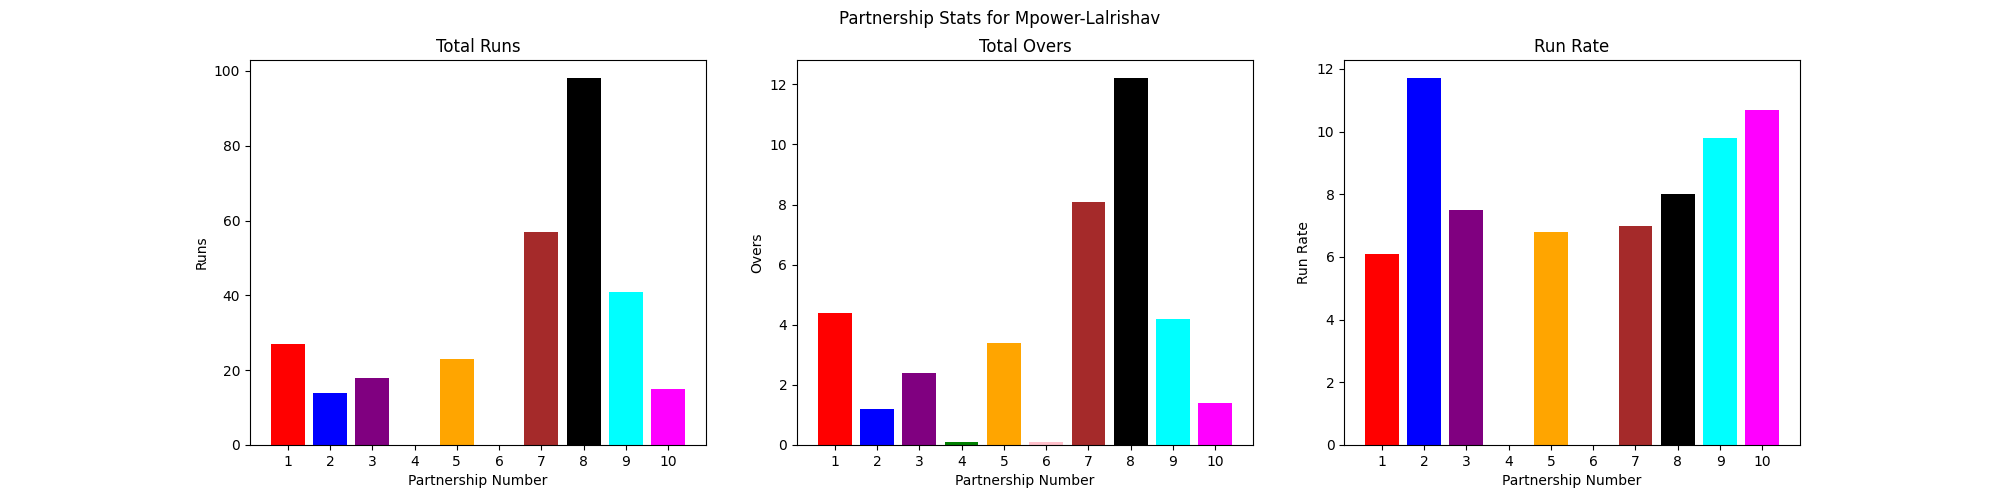 Partnership Stats for Mpower-Lalrishav
Total Runs
Runs
100
80
60
40
20
0
1 2 3 4 5 6 7 8 9 10
Partnership Number
Total Overs
Overs
12
10
8
6
4
2
0
1 2 3 4 5 6 7 8 9 10
Partnership Number
Run Rate
Run Rate
12
10
8
6
4
2
0
1 2 3 4 5 6 7 8 9 10
Partnership Number